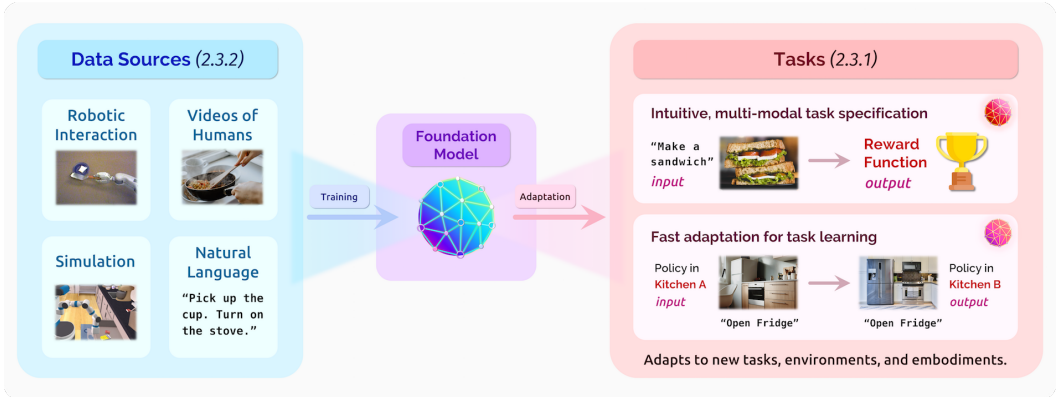 Data Sources (2.3.2)
Robotic
Interaction
Videos of
Humans
Simulation
Natural
Language
“Pick up the
cup. Turn on
the stove.”
Training
Foundation
Model
Adaptation
Tasks (2.3.1)
Intuitive, multi-modal task specification
“Make a
sandwich”
input
Reward
Function
output
Fast adaptation for task learning
Policy in
Kitchen A
input
“Open Fridge”
“Open Fridge”
Policy in
Kitchen B
output
Adapts to new tasks, environments, and embodiments.